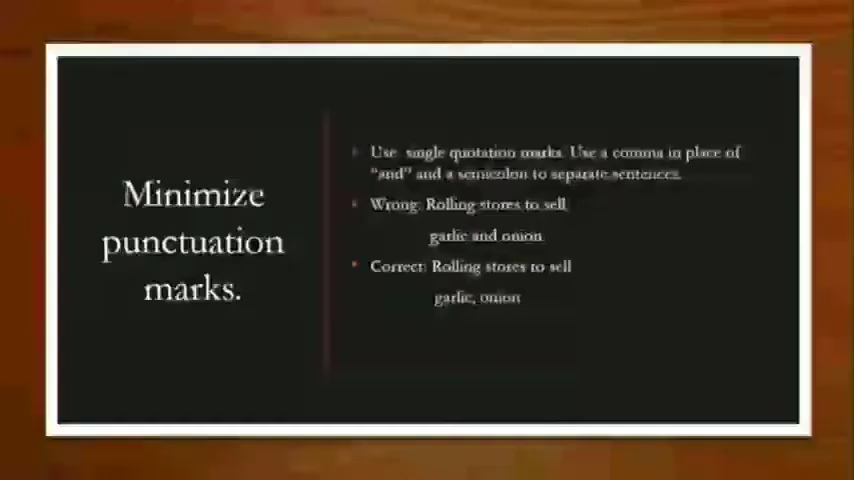 Minimize
punctuation
marks.
Use single quotation marks. Use a comma in place of
"and" and a semicolon to separate sentences.
Wrong: Rolling stores to sell
garlic and onion
Correct: Rolling stores to sell
garlic, onion